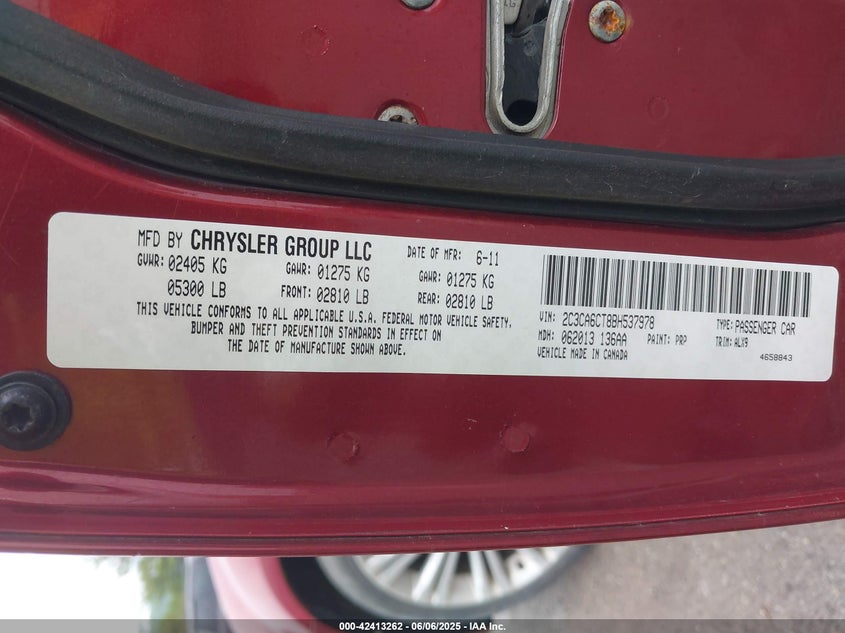 MFD BY CHRYSLER GROUP LLC DATE OF MFR: 6-11
GVWR: 02405 KG GAWR: 01275 KG GAWR: 01275 KG
05300 LB FRONT: 02810 LB REAR: 02810 LB
THIS VEHICLE CONFORMS TO ALL APPLICABLE U.S.A. FEDERAL MOTOR VEHICLE SAFETY,
BUMPER AND THEFT PREVENTION STANDARDS IN EFFECT ON
THE DATE OF MANUFACTURE SHOWN ABOVE.
VIN: 2C3CA6CT8BH537978 TYPE: PASSENGER CAR
MDH: 062013 136AA PAINT: PRP TRIM: ALX9
VEHICLE MADE IN CANADA 4658843
000-42413262 - 06/06/2025 - IAA Inc.